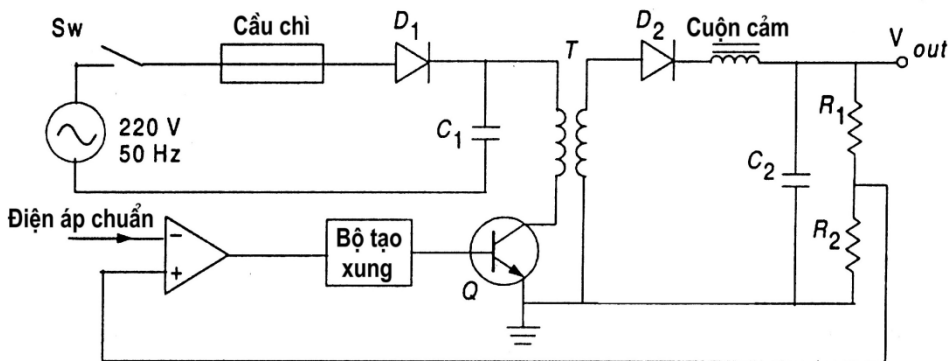 Sw
Cầu chì
D1
T
D2
Cuộn cảm
V out
220 V
50 Hz
C1
C2
R1
R2
Điện áp chuẩn
−
+
Bộ tạo
xung
Q